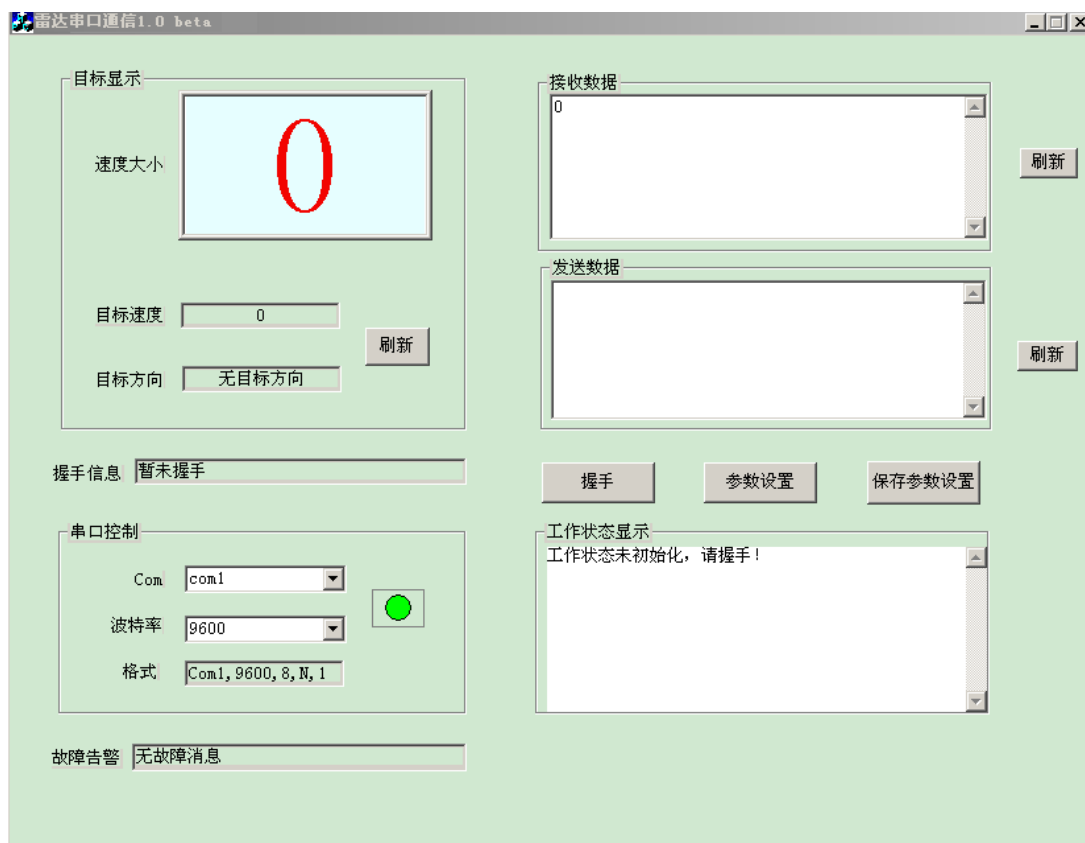 雷达串口通信1.0 beta
目标显示
速度大小
0
目标速度
0
刷新
目标方向
无目标方向
接收数据
0
刷新
发送数据
刷新
握手信息
暂未握手
握手
参数设置
保存参数设置
串口控制
Com
com1
波特率
9600
格式
Com1,9600,8,N,1
工作状态显示
工作状态未初始化，请握手！
故障告警
无故障消息